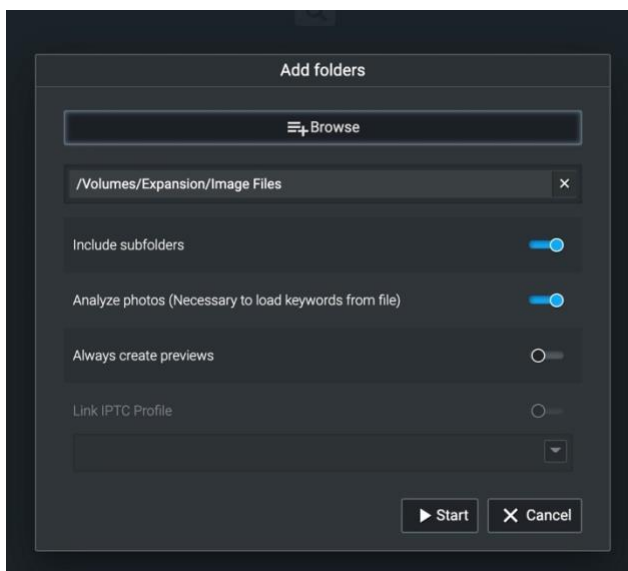 Add folders
Browse
/Volumes/Expansion/Image Files
Include subfolders
Analyze photos (Necessary to load keywords from file)
Always create previews
Link IPTC Profile
Start
Cancel